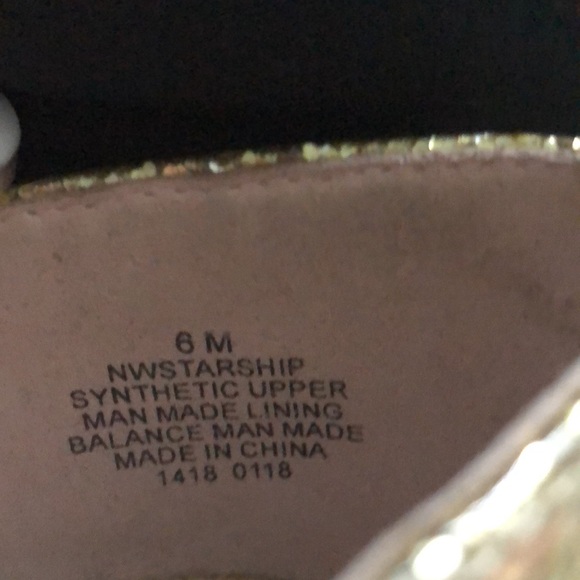 6 M
NWSTARSHIP
SYNTHETIC UPPER
MAN MADE LINING
BALANCE MAN MADE
MADE IN CHINA
1418 0118